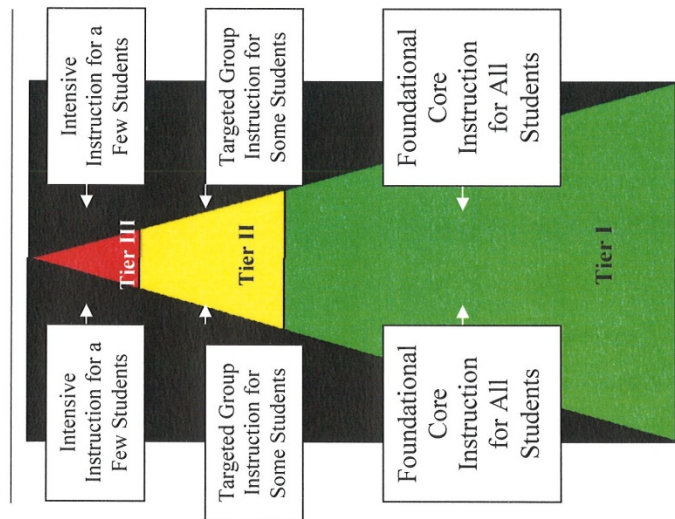 Intensive
Instruction for a
Few Students
Intensive
Instruction for a
Few Students
Tier III
Targeted Group
Instruction for
Some Students
Tier II
Targeted Group
Instruction for
Some Students
Foundational
Core
Instruction
for All
Students
Foundational
Core
Instruction
for All
Students
Tier I